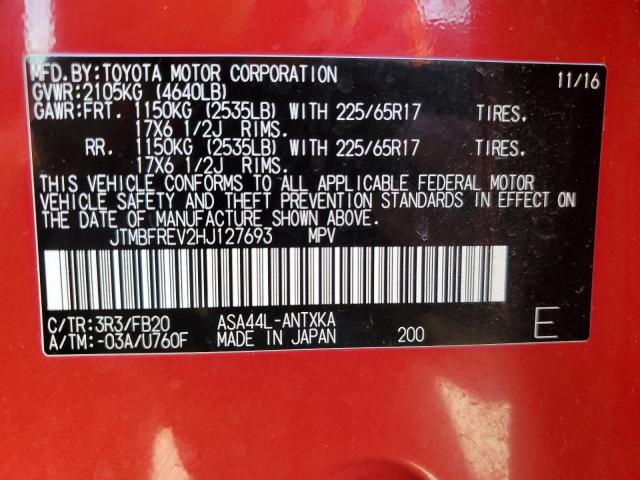 MFD.BY:TOYOTA MOTOR CORPORATION 11/16
GVWR:2105KG (4640LB)
GAWR:FRT. 1150KG (2535LB) WITH 225/65R17 TIRES.
17X6 1/2J RIMS.
RR. 1150KG (2535LB) WITH 225/65R17 TIRES.
17X6 1/2J RIMS.
THIS VEHICLE CONFORMS TO ALL APPLICABLE FEDERAL MOTOR
VEHICLE SAFETY AND THEFT PREVENTION STANDARDS IN EFFECT ON
THE DATE OF MANUFACTURE SHOWN ABOVE.
JTMBFREV2HJ127693 MPV
C/TR:3R3/FB20 ASA44L-ANTXKA E
A/TM:-03A/U760F MADE IN JAPAN 200